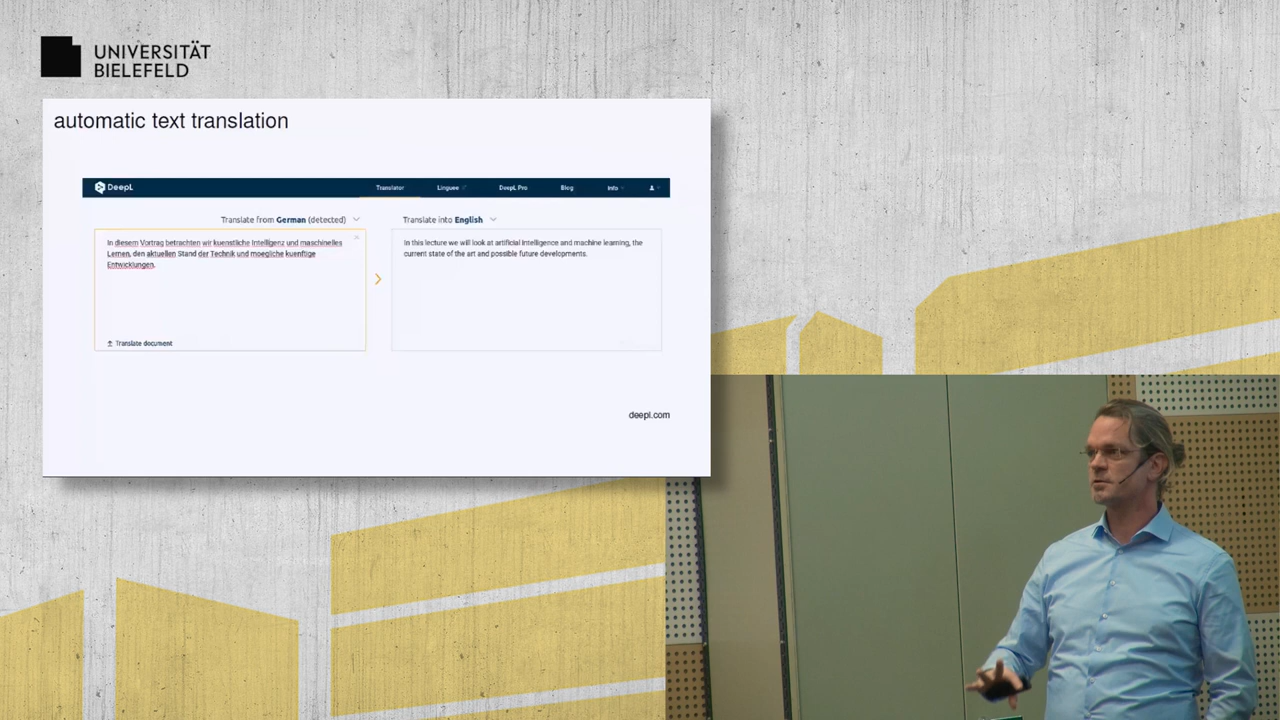 UNIVERSITÄT
BIELEFELD
automatic text translation
DeepL
Translator
Linguee
DeepL Pro
Blog
Info
Translate from German (detected)
Translate into English
In diesem Vortrag betrachten wir kuenstliche Intelligenz und maschinelles
Lernen, den aktuellen Stand der Technik und moegliche kuenftige
Entwicklungen.
In this lecture we will look at artificial intelligence and machine learning, the
current state of the art and possible future developments.
Translate document
deepl.com